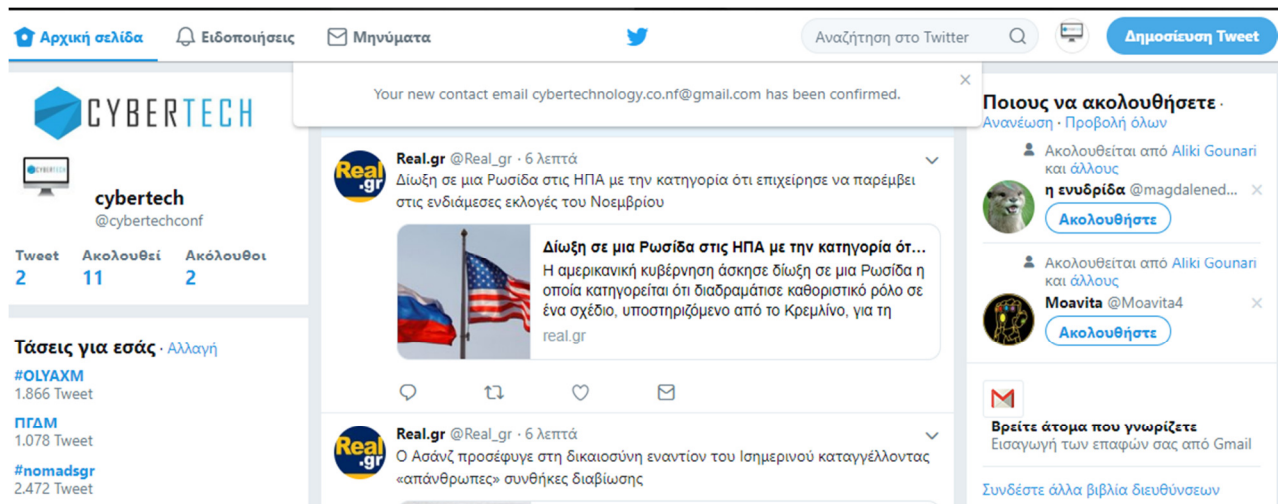 Αρχική σελίδα
Ειδοποιήσεις
Μηνύματα
Αναζήτηση στο Twitter
Δημοσίευση Tweet
Your new contact email cybertechnology.co.nf@gmail.com has been confirmed.
CYBERTECH
CYBERTECH
cybertech
@cybertechconf
Tweet Ακολουθεί Ακόλουθοι
2 11 2
Τάσεις για εσάς · Αλλαγή
#OLYAXM
1.866 Tweet
ΠΓΔΜ
1.078 Tweet
#nomadsgr
2.472 Tweet
Real.gr
Real.gr @Real_gr · 6 λεπτά
Δίωξη σε μια Ρωσίδα στις ΗΠΑ με την κατηγορία ότι επιχείρησε να παρέμβει
στις ενδιάμεσες εκλογές του Νοεμβρίου
Δίωξη σε μια Ρωσίδα στις ΗΠΑ με την κατηγορία ότ...
Η αμερικανική κυβέρνηση άσκησε δίωξη σε μια Ρωσίδα η
οποία κατηγορείται ότι διαδραμάτισε καθοριστικό ρόλο σε
ένα σχέδιο, υποστηριζόμενο από το Κρεμλίνο, για τη
real.gr
Real.gr
Real.gr @Real_gr · 6 λεπτά
Ο Ασάνζ προσέφυγε στη δικαιοσύνη εναντίον του Ισημερινού καταγγέλλοντας
«απάνθρωπες» συνθήκες διαβίωσης
Ποιους να ακολουθήσετε ·
Ανανέωση · Προβολή όλων
Ακολουθείται από Aliki Gounari
και άλλους
η ενυδρίδα @magdalened...
Ακολουθήστε
Ακολουθείται από Aliki Gounari
και άλλους
Moavita @Moavita4
Ακολουθήστε
Βρείτε άτομα που γνωρίζετε
Εισαγωγή των επαφών σας από Gmail
Συνδέστε άλλα βιβλία διευθύνσεων